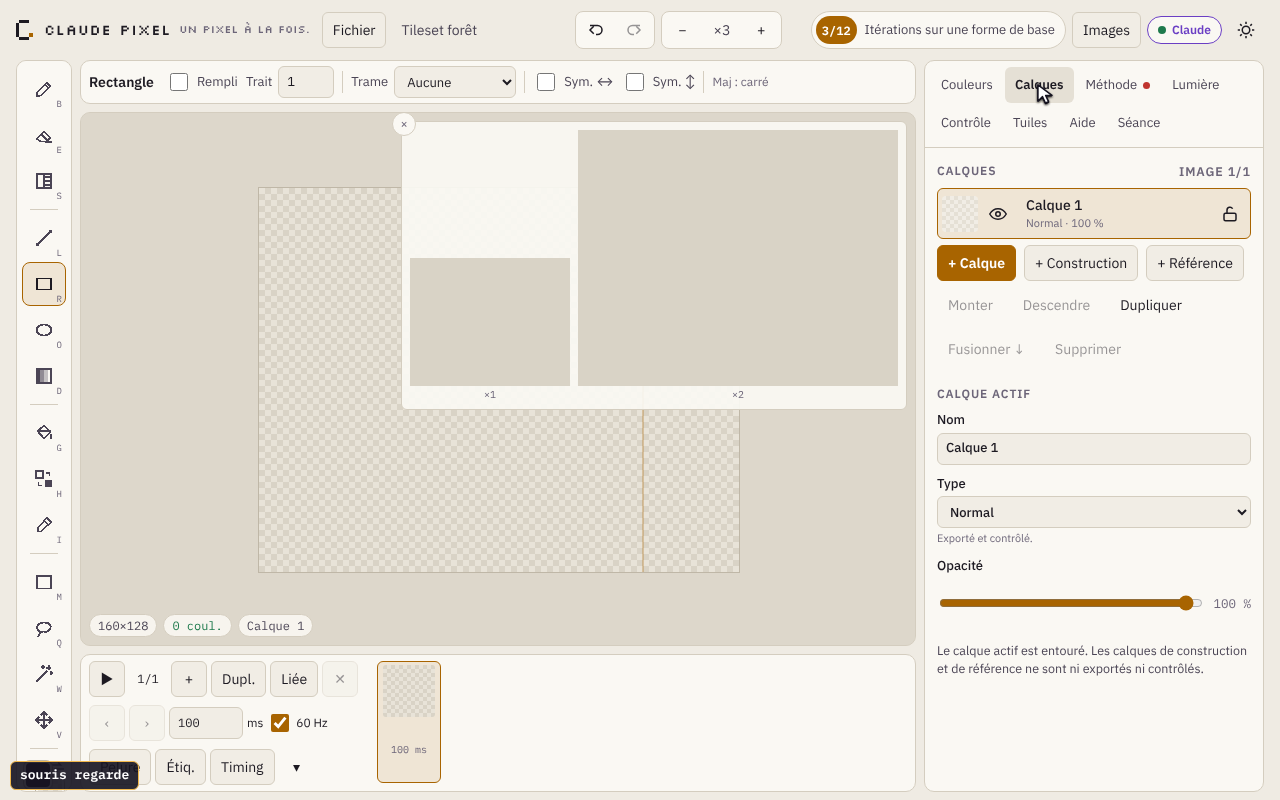 CLAUDE PIXEL UN PIXEL À LA FOIS. Fichier Tileset forêt − ×3 + 3/12 Itérations sur une forme de base Images Claude
Rectangle Rempli Trait 1 Trame Aucune Sym. ↔ Sym. ↕ Maj : carré
B
E
S
L
R
O
D
G
H
I
M
Q
W
V
×
×1 ×2
160×128 0 coul. Calque 1
1/1 + Dupl. Liée ✕
‹ › 100 ms 60 Hz
Étiq. Timing ▼
100 ms
souris regarde
Couleurs Calques Méthode Lumière
Contrôle Tuiles Aide Séance
CALQUES IMAGE 1/1
Calque 1
Normal · 100 %
+ Calque + Construction + Référence
Monter Descendre Dupliquer
Fusionner ↓ Supprimer
CALQUE ACTIF
Nom
Calque 1
Type
Normal
Exporté et contrôlé.
Opacité
100 %
Le calque actif est entouré. Les calques de construction
et de référence ne sont ni exportés ni contrôlés.